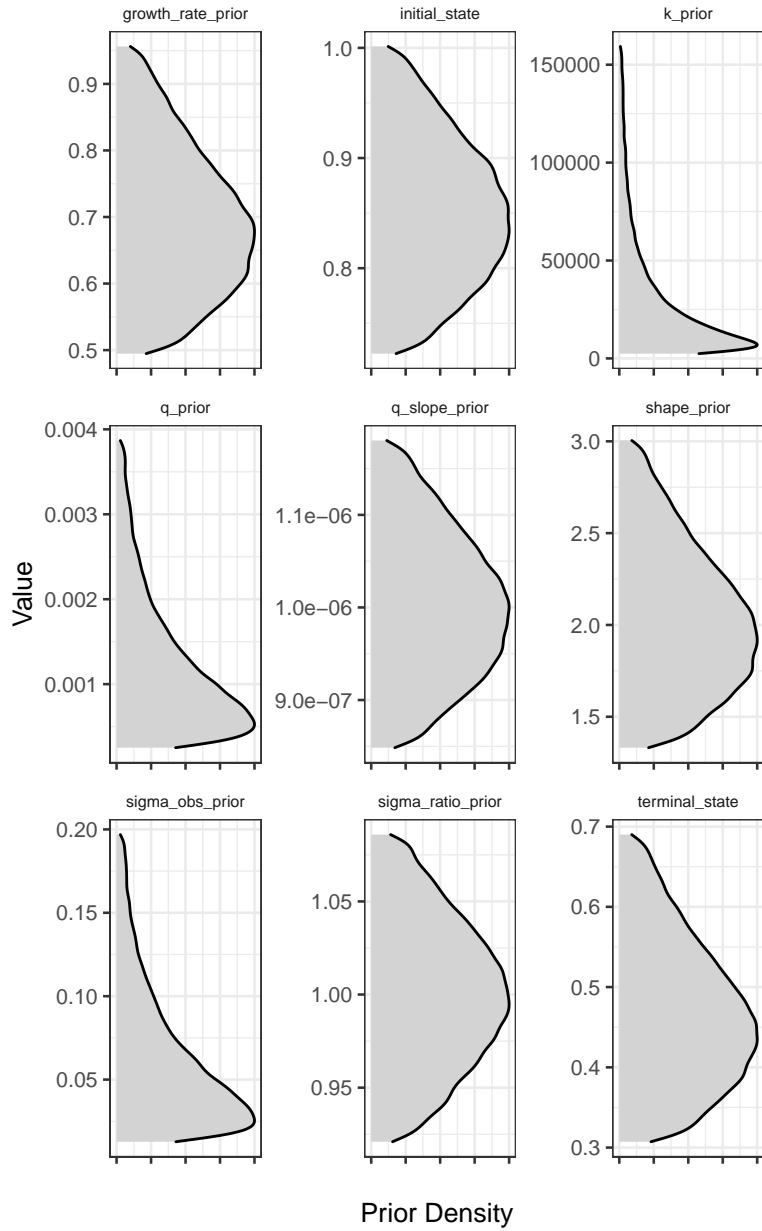 growth_rate_prior
initial_state
k_prior
0.9
0.8
0.7
0.6
0.5
1.0
0.9
0.8
150000
100000
50000
0
q_prior
q_slope_prior
shape_prior
0.004
0.003
0.002
0.001
1.1e−06
1.0e−06
9.0e−07
3.0
2.5
2.0
1.5
Value
sigma_obs_prior
sigma_ratio_prior
terminal_state
0.20
0.15
0.10
0.05
1.05
1.00
0.95
0.7
0.6
0.5
0.4
0.3
Prior Density